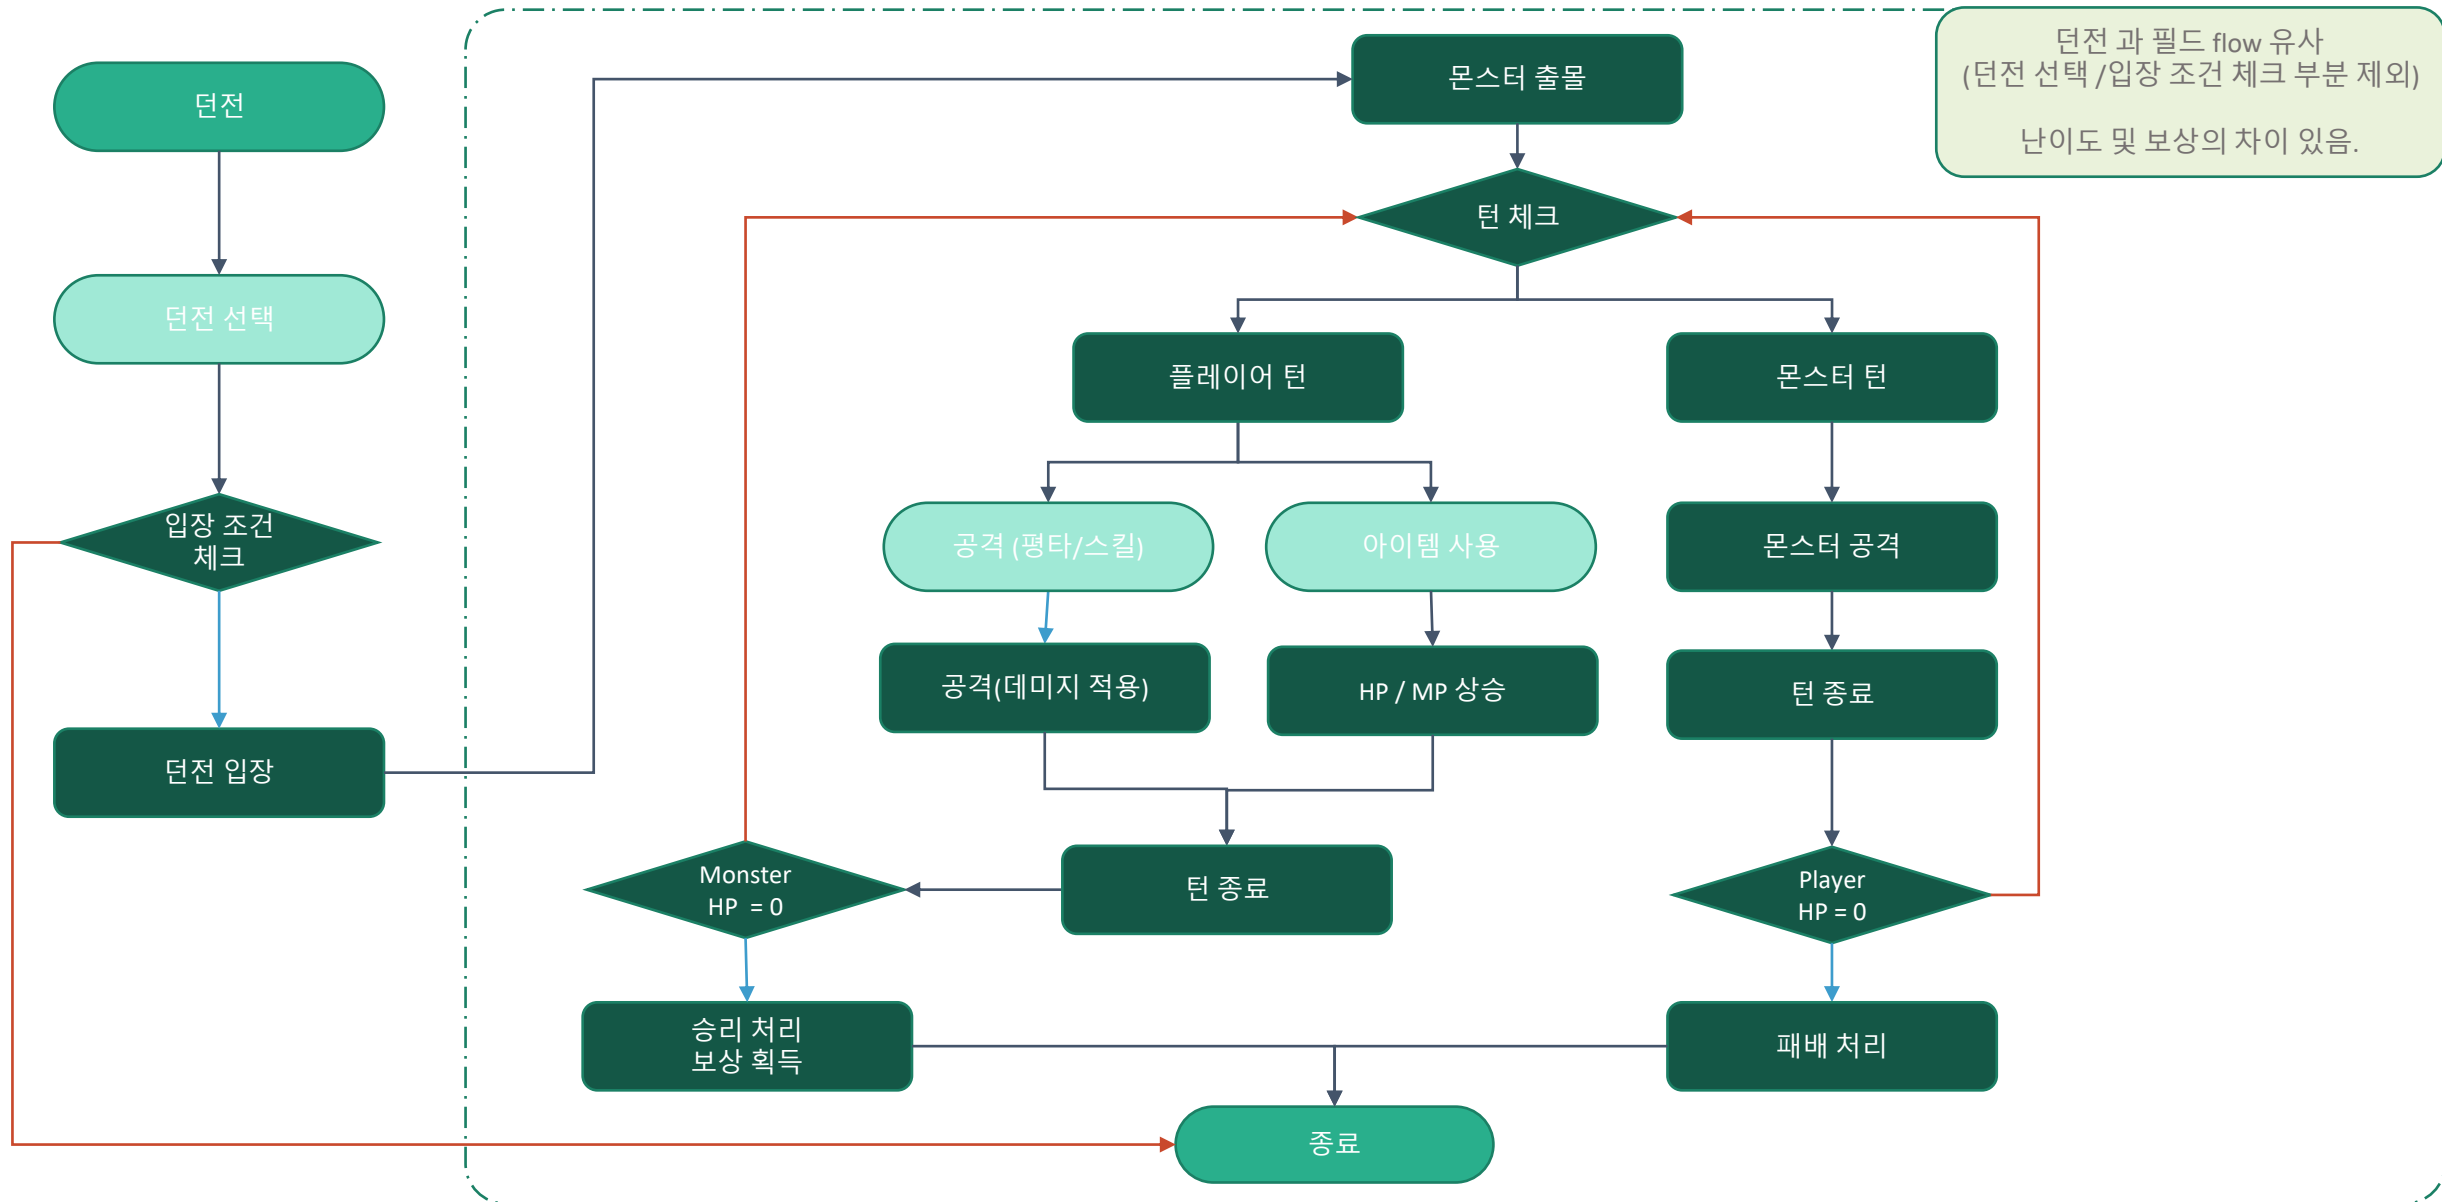 던전
던전 선택
입장 조건
체크
던전 입장
몬스터 출몰
던전 과 필드 flow 유사
(던전 선택 /입장 조건 체크 부분 제외)
난이도 및 보상의 차이 있음.
턴 체크
플레이어 턴
몬스터 턴
공격 (평타/스킬)
아이템 사용
몬스터 공격
공격(데미지 적용)
HP / MP 상승
턴 종료
Monster
HP = 0
턴 종료
Player
HP = 0
승리 처리
보상 획득
패배 처리
종료